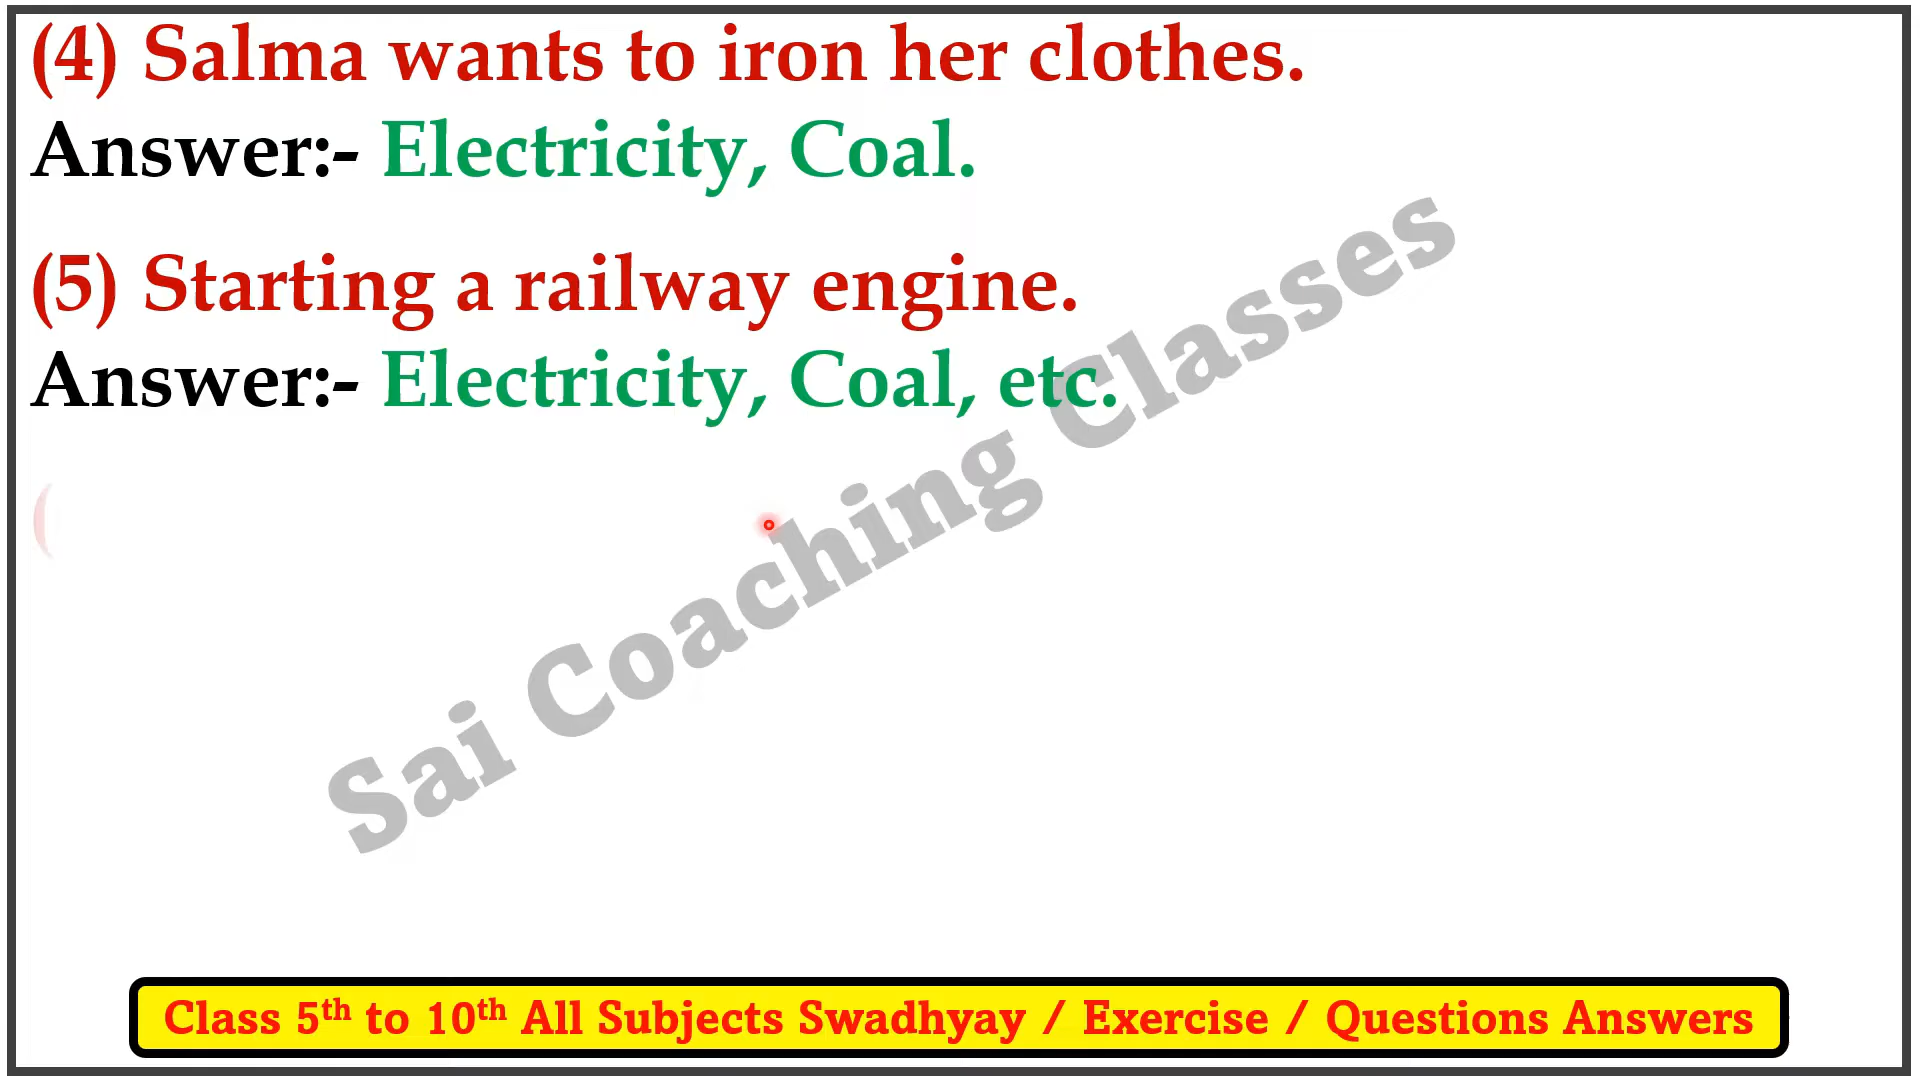 (4) Salma wants to iron her clothes.
Answer:- Electricity, Coal.
(5) Starting a railway engine.
Answer:- Electricity, Coal, etc.
(
Sai Coaching Classes
Class 5th to 10th All Subjects Swadhyay / Exercise / Questions Answers